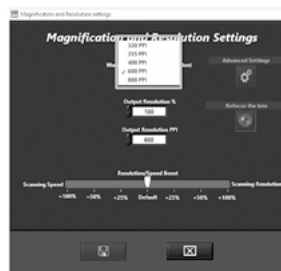 Magnification and Resolution settings
Magnification and Resolution Settings
320 PPI
355 PPI
400 PPI
✓ 600 PPI
800 PPI
Advanced Settings
Output Resolution %
100
Refocus the lens
Output Resolution PPI
600
Resolution/Speed Boost
Scanning Speed
Scanning Resolution
+100% +50% +25% Default +25% +50% +100%